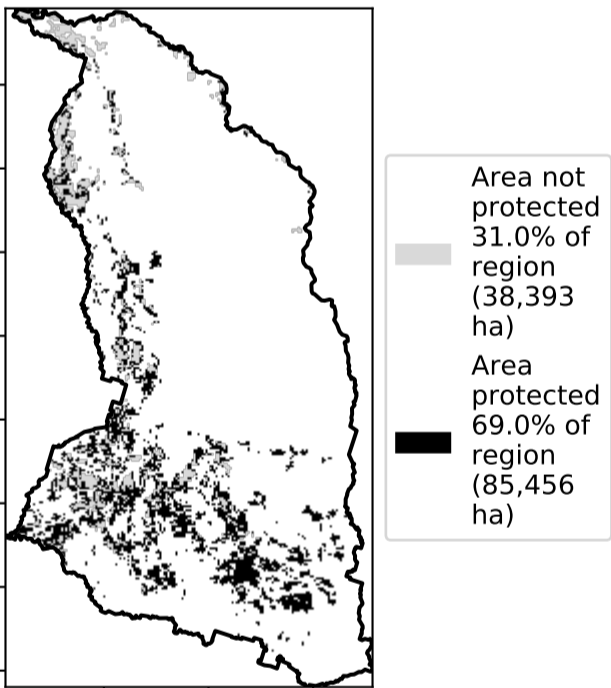 Area not
protected
31.0% of
region
(38,393
ha)
Area
protected
69.0% of
region
(85,456
ha)